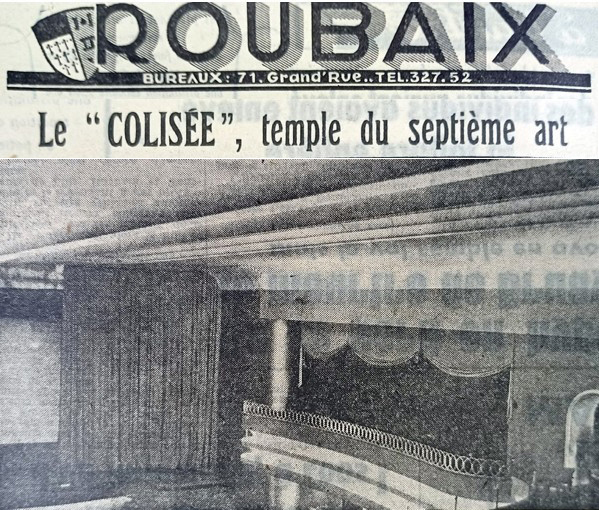 ROUBAIX
BUREAUX: 71, Grand'Rue.. TEL.327.52
Le “COLISÉE”, temple du septième art